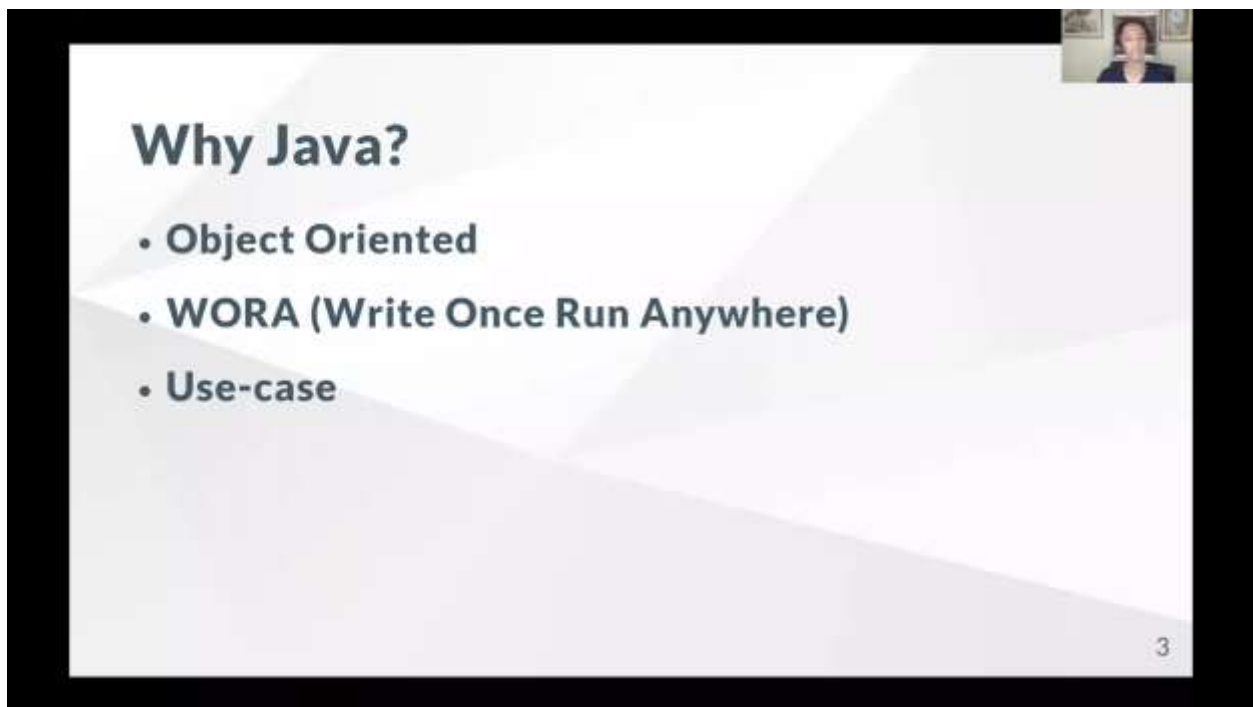 Why Java?
• Object Oriented
• WORA (Write Once Run Anywhere)
• Use-case
3